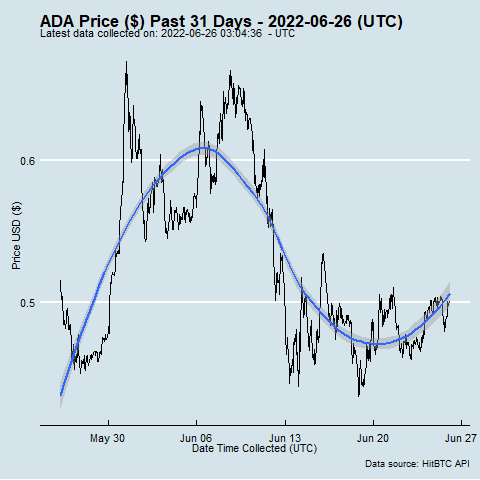 ADA Price ($) Past 31 Days - 2022-06-26 (UTC)
Latest data collected on: 2022-06-26 03:04:36 - UTC
Price USD ($)
0.6
0.5
May 30 Jun 06 Jun 13 Jun 20 Jun 27
Date Time Collected (UTC)
Data source: HitBTC API